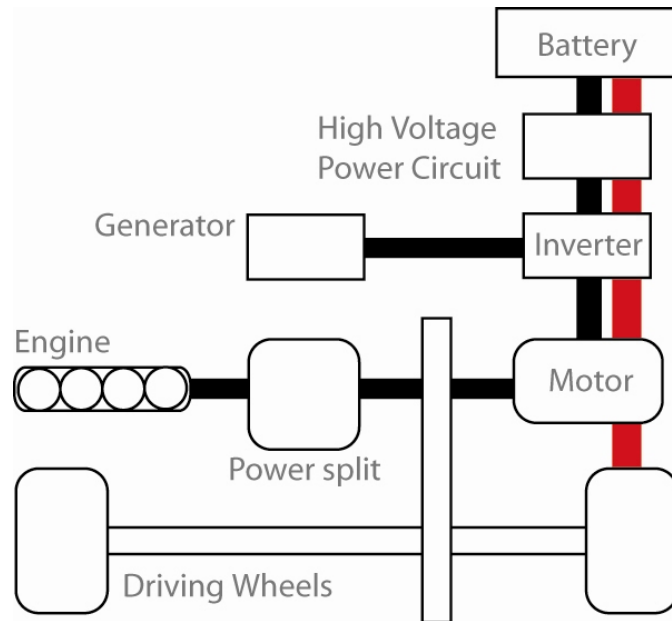 Battery
High Voltage
Power Circuit
Generator
Inverter
Engine
Motor
Power split
Driving Wheels